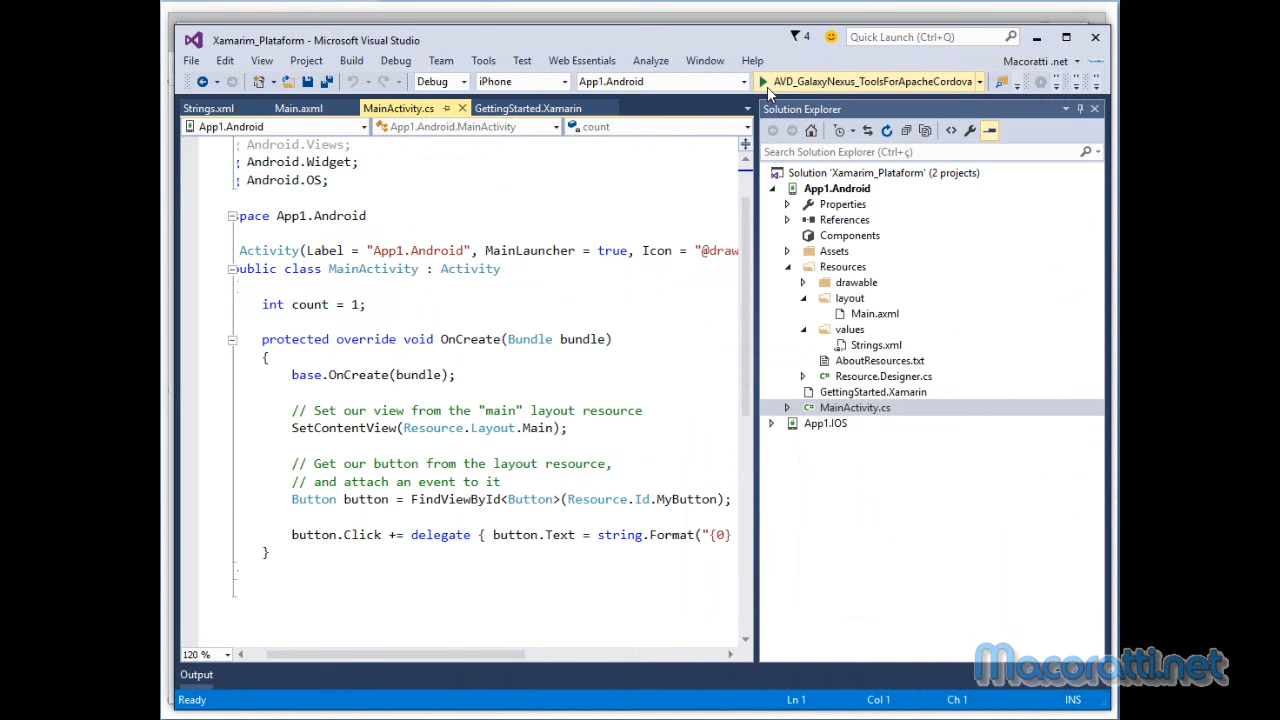 Xamarim_Plataform - Microsoft Visual Studio
4
Quick Launch (Ctrl+Q)
File Edit View Project Build Debug Team Tools Test Web Essentials Analyze Window Help
Macoratti .net
Debug iPhone App1.Android AVD_GalaxyNexus_ToolsForApacheCordova
Strings.xml Main.axml MainActivity.cs GettingStarted.Xamarin
App1.Android App1.Android.MainActivity count
Android.Views;
Android.Widget;
Android.OS;
pace App1.Android
Activity(Label = "App1.Android", MainLauncher = true, Icon = "@draw
ublic class MainActivity : Activity
int count = 1;
protected override void OnCreate(Bundle bundle)
{
base.OnCreate(bundle);
// Set our view from the "main" layout resource
SetContentView(Resource.Layout.Main);
// Get our button from the layout resource,
// and attach an event to it
Button button = FindViewById<Button>(Resource.Id.MyButton);
button.Click += delegate { button.Text = string.Format("{0}
}
120 %
Output
Solution Explorer
Search Solution Explorer (Ctrl+ç)
Solution 'Xamarim_Plataform' (2 projects)
App1.Android
Properties
References
Components
Assets
Resources
drawable
layout
Main.axml
values
Strings.xml
AboutResources.txt
Resource.Designer.cs
GettingStarted.Xamarin
MainActivity.cs
App1.IOS
Macoratti.net
Ready Ln 1 Col 1 Ch 1 INS